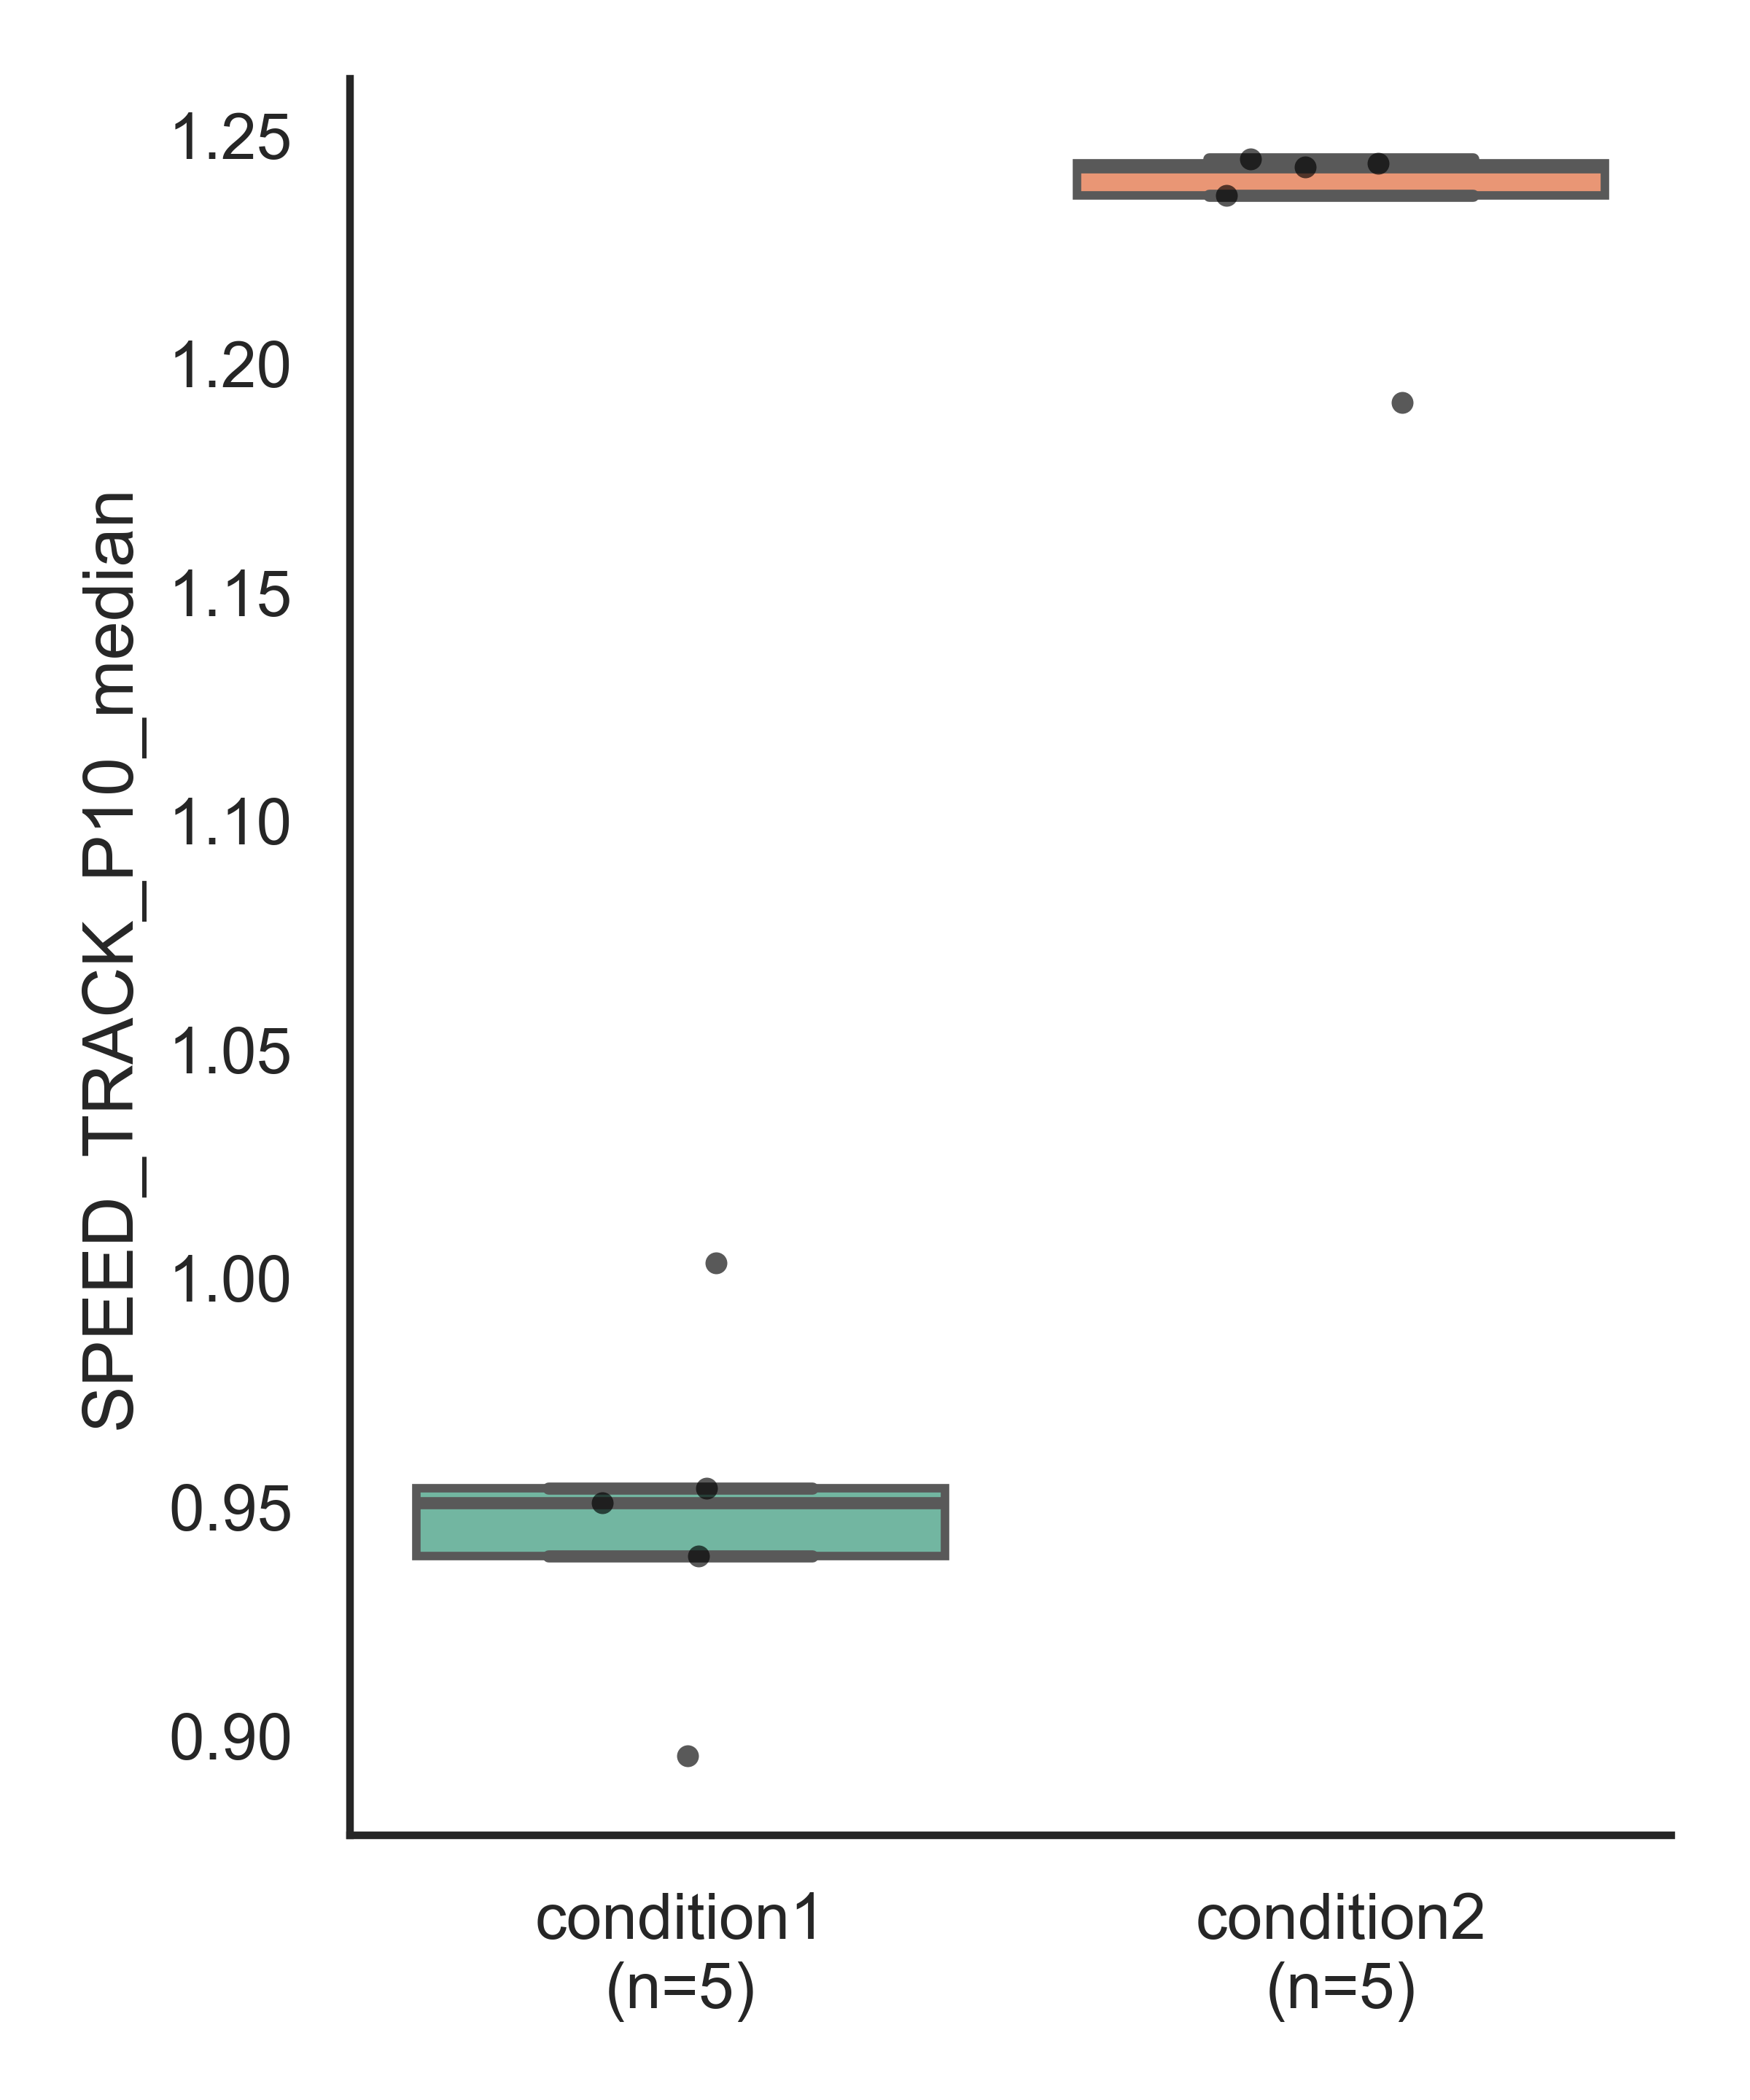 SPEED_TRACK_P10_median
1.25
1.20
1.15
1.10
1.05
1.00
0.95
0.90
condition1
(n=5)
condition2
(n=5)